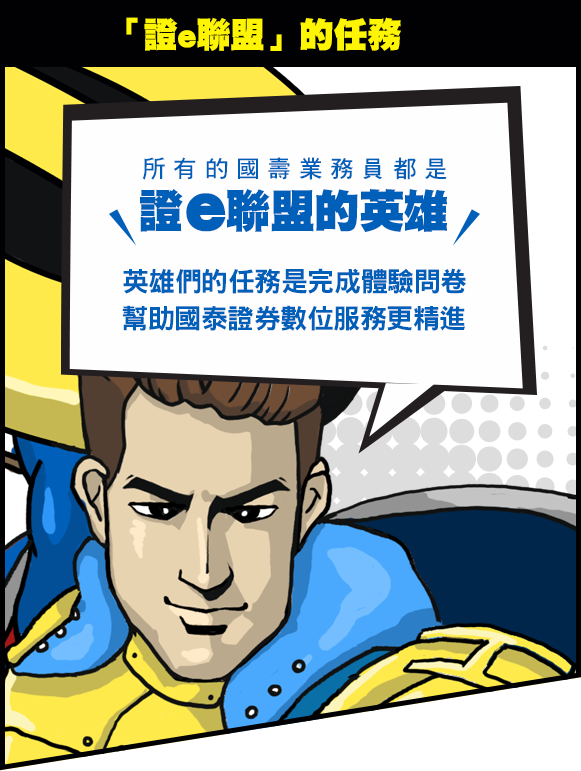 「證e聯盟」的任務
所有的國壽業務員都是
證e聯盟的英雄
英雄們的任務是完成體驗問卷
幫助國泰證券數位服務更精進